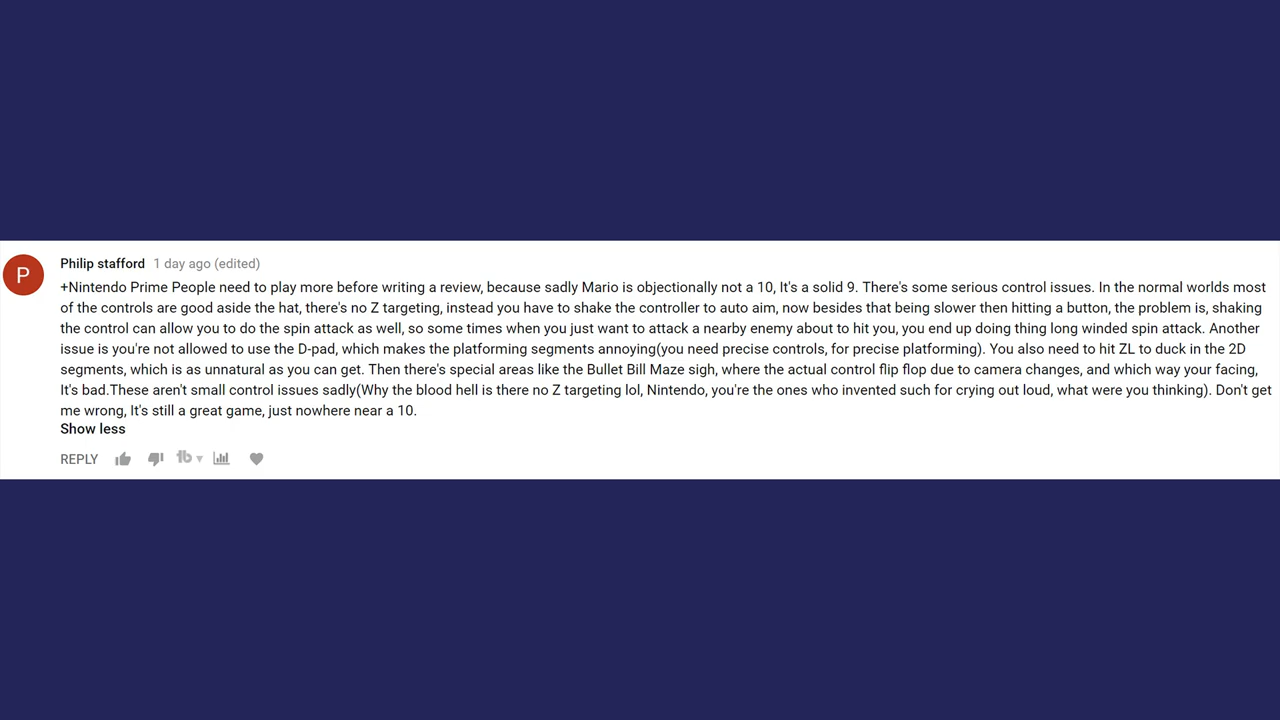 P
Philip stafford 1 day ago (edited)
+Nintendo Prime People need to play more before writing a review, because sadly Mario is objectionally not a 10, It's a solid 9. There's some serious control issues. In the normal worlds most
of the controls are good aside the hat, there's no Z targeting, instead you have to shake the controller to auto aim, now besides that being slower then hitting a button, the problem is, shaking
the control can allow you to do the spin attack as well, so some times when you just want to attack a nearby enemy about to hit you, you end up doing thing long winded spin attack. Another
issue is you're not allowed to use the D-pad, which makes the platforming segments annoying(you need precise controls, for precise platforming). You also need to hit ZL to duck in the 2D
segments, which is as unnatural as you can get. Then there's special areas like the Bullet Bill Maze sigh, where the actual control flip flop due to camera changes, and which way your facing,
It's bad.These aren't small control issues sadly(Why the blood hell is there no Z targeting lol, Nintendo, you're the ones who invented such for crying out loud, what were you thinking). Don't get
me wrong, It's still a great game, just nowhere near a 10.
Show less
REPLY